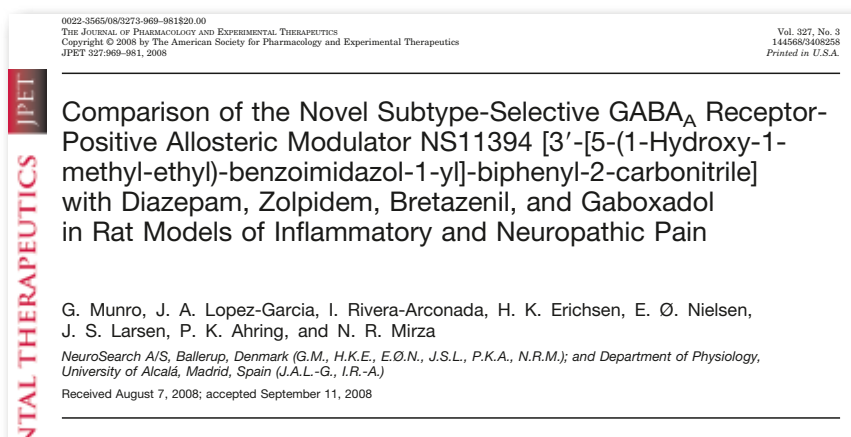 0022-3565/08/3273-969–981$20.00
THE JOURNAL OF PHARMACOLOGY AND EXPERIMENTAL THERAPEUTICS
Copyright © 2008 by The American Society for Pharmacology and Experimental Therapeutics
JPET 327:969–981, 2008
Vol. 327, No. 3
144568/3408258
Printed in U.S.A.
JPET
NTAL THERAPEUTICS
Comparison of the Novel Subtype-Selective GABAA Receptor-
Positive Allosteric Modulator NS11394 [3′-[5-(1-Hydroxy-1-
methyl-ethyl)-benzoimidazol-1-yl]-biphenyl-2-carbonitrile]
with Diazepam, Zolpidem, Bretazenil, and Gaboxadol
in Rat Models of Inflammatory and Neuropathic Pain
G. Munro, J. A. Lopez-Garcia, I. Rivera-Arconada, H. K. Erichsen, E. Ø. Nielsen,
J. S. Larsen, P. K. Ahring, and N. R. Mirza
NeuroSearch A/S, Ballerup, Denmark (G.M., H.K.E., E.Ø.N., J.S.L., P.K.A., N.R.M.); and Department of Physiology,
University of Alcalá, Madrid, Spain (J.A.L.-G., I.R.-A.)
Received August 7, 2008; accepted September 11, 2008